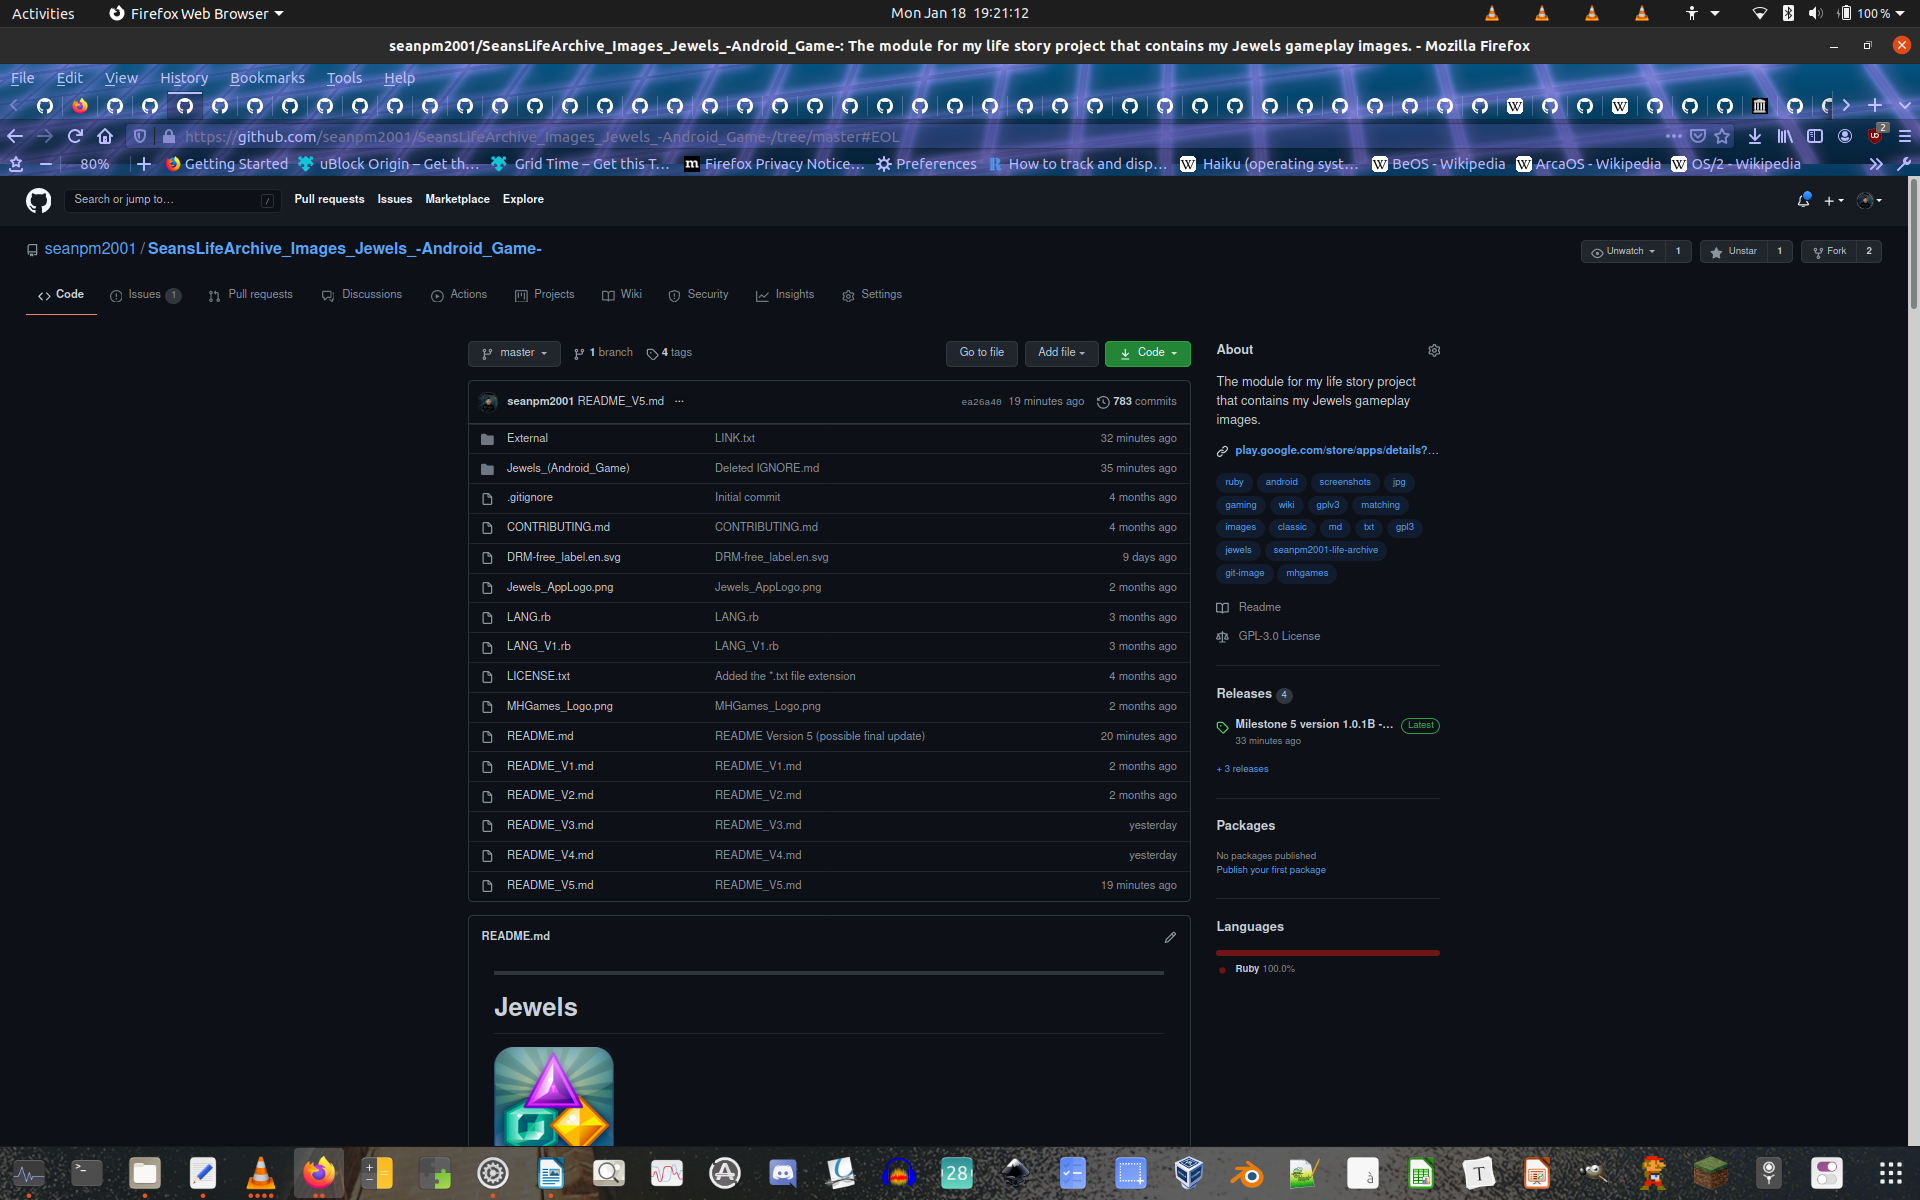 Activities Firefox Web Browser Mon Jan 18 19:21:12 100 %
seanpm2001/SeansLifeArchive_Images_Jewels_-Android_Game-: The module for my life story project that contains my Jewels gameplay images. - Mozilla Firefox
File Edit View History Bookmarks Tools Help
https://github.com/seanpm2001/SeansLifeArchive_Images_Jewels_-Android_Game-/tree/master#EOL 2
80% Getting Started uBlock Origin – Get th… Grid Time – Get this T… Firefox Privacy Notice… Preferences How to track and disp… Haiku (operating syst… BeOS - Wikipedia ArcaOS - Wikipedia OS/2 - Wikipedia
Search or jump to… / Pull requests Issues Marketplace Explore
seanpm2001 / SeansLifeArchive_Images_Jewels_-Android_Game- Unwatch 1 Unstar 1 Fork 2
Code Issues 1 Pull requests Discussions Actions Projects Wiki Security Insights Settings
master 1 branch 4 tags Go to file Add file Code
seanpm2001 README_V5.md ··· ea26a40 19 minutes ago 783 commits
External LINK.txt 32 minutes ago
Jewels_(Android_Game) Deleted IGNORE.md 35 minutes ago
.gitignore Initial commit 4 months ago
CONTRIBUTING.md CONTRIBUTING.md 4 months ago
DRM-free_label.en.svg DRM-free_label.en.svg 9 days ago
Jewels_AppLogo.png Jewels_AppLogo.png 2 months ago
LANG.rb LANG.rb 3 months ago
LANG_V1.rb LANG_V1.rb 3 months ago
LICENSE.txt Added the *.txt file extension 4 months ago
MHGames_Logo.png MHGames_Logo.png 2 months ago
README.md README Version 5 (possible final update) 20 minutes ago
README_V1.md README_V1.md 2 months ago
README_V2.md README_V2.md 2 months ago
README_V3.md README_V3.md yesterday
README_V4.md README_V4.md yesterday
README_V5.md README_V5.md 19 minutes ago
README.md
Jewels
About
The module for my life story project
that contains my Jewels gameplay
images.
play.google.com/store/apps/details?…
ruby android screenshots jpg
gaming wiki gplv3 matching
images classic md txt gpl3
jewels seanpm2001-life-archive
git-image mhgames
Readme
GPL-3.0 License
Releases 4
Milestone 5 version 1.0.1B -… Latest
33 minutes ago
+ 3 releases
Packages
No packages published
Publish your first package
Languages
Ruby 100.0%
28